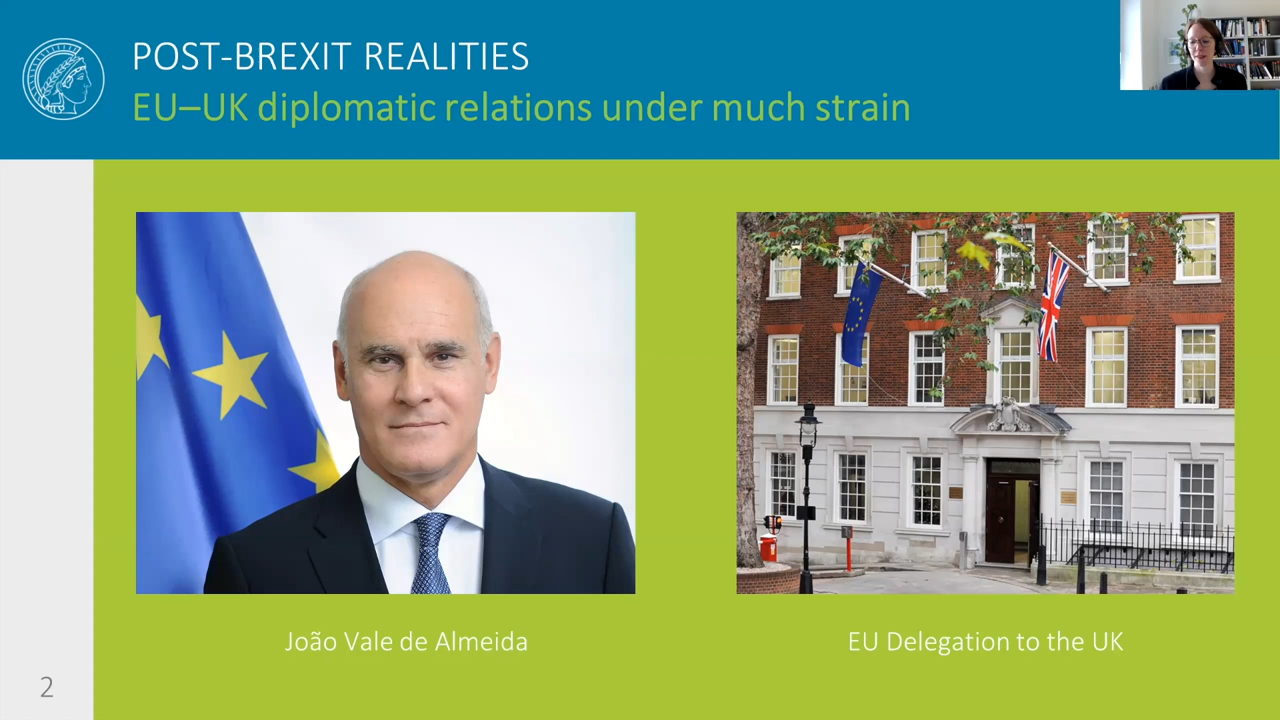 POST-BREXIT REALITIES
EU–UK diplomatic relations under much strain
João Vale de Almeida
EU Delegation to the UK
2